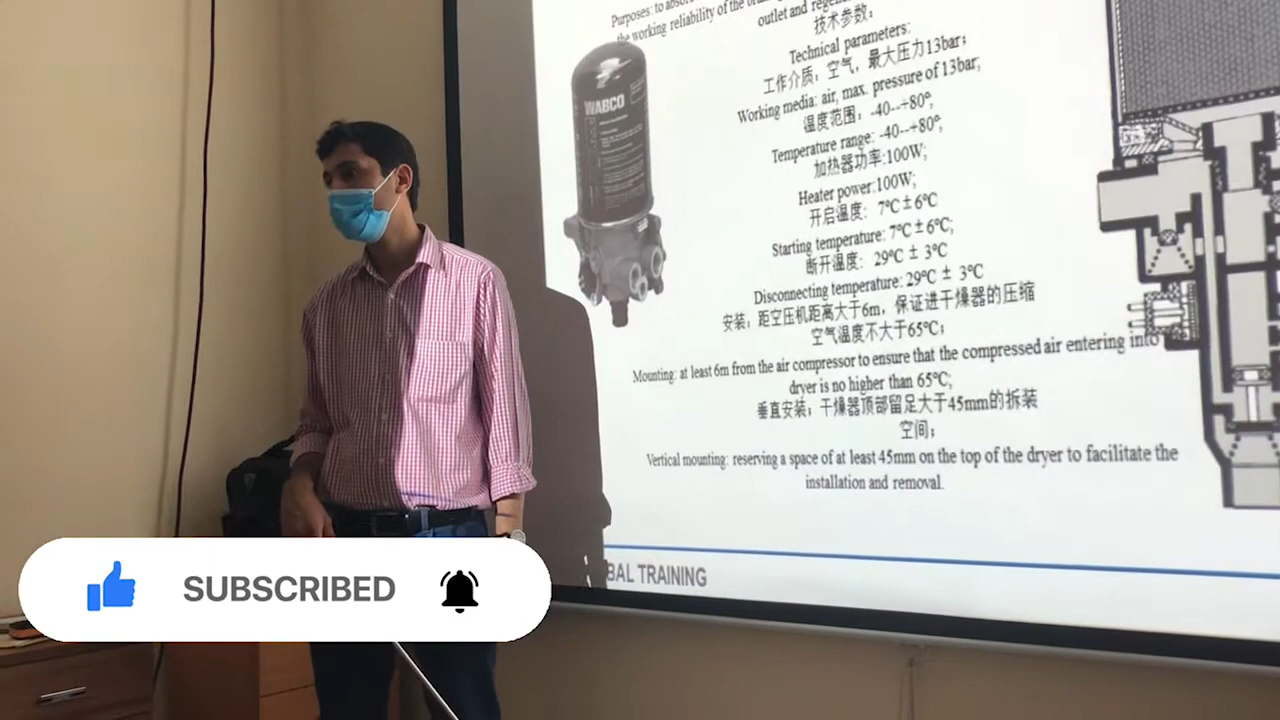 Purposes: to absorb
the working reliability of the
outlet and
技术参数:
Technical parameters:
工作介质: 空气, 最大压力13bar;
Working media: air, max. pressure of 13bar;
温度范围: -40--+80°;
Temperature range: -40--+80°;
加热器功率:100W;
Heater power:100W;
开启温度: 7℃±6℃;
Starting temperature: 7℃±6℃;
断开温度: 29℃ ± 3℃
Disconnecting temperature: 29℃ ± 3℃
安装: 距空压机距离大于6m, 保证进干燥器的压缩
空气温度不大于65℃;
Mounting: at least 6m from the air compressor to ensure that the compressed air entering into
dryer is no higher than 65℃;
垂直安装: 干燥器顶部留足大于45mm的拆装
空间;
Vertical mounting: reserving a space of at least 45mm on the top of the dryer to facilitate the
installation and removal.
WABCO
BAL TRAINING
SUBSCRIBED